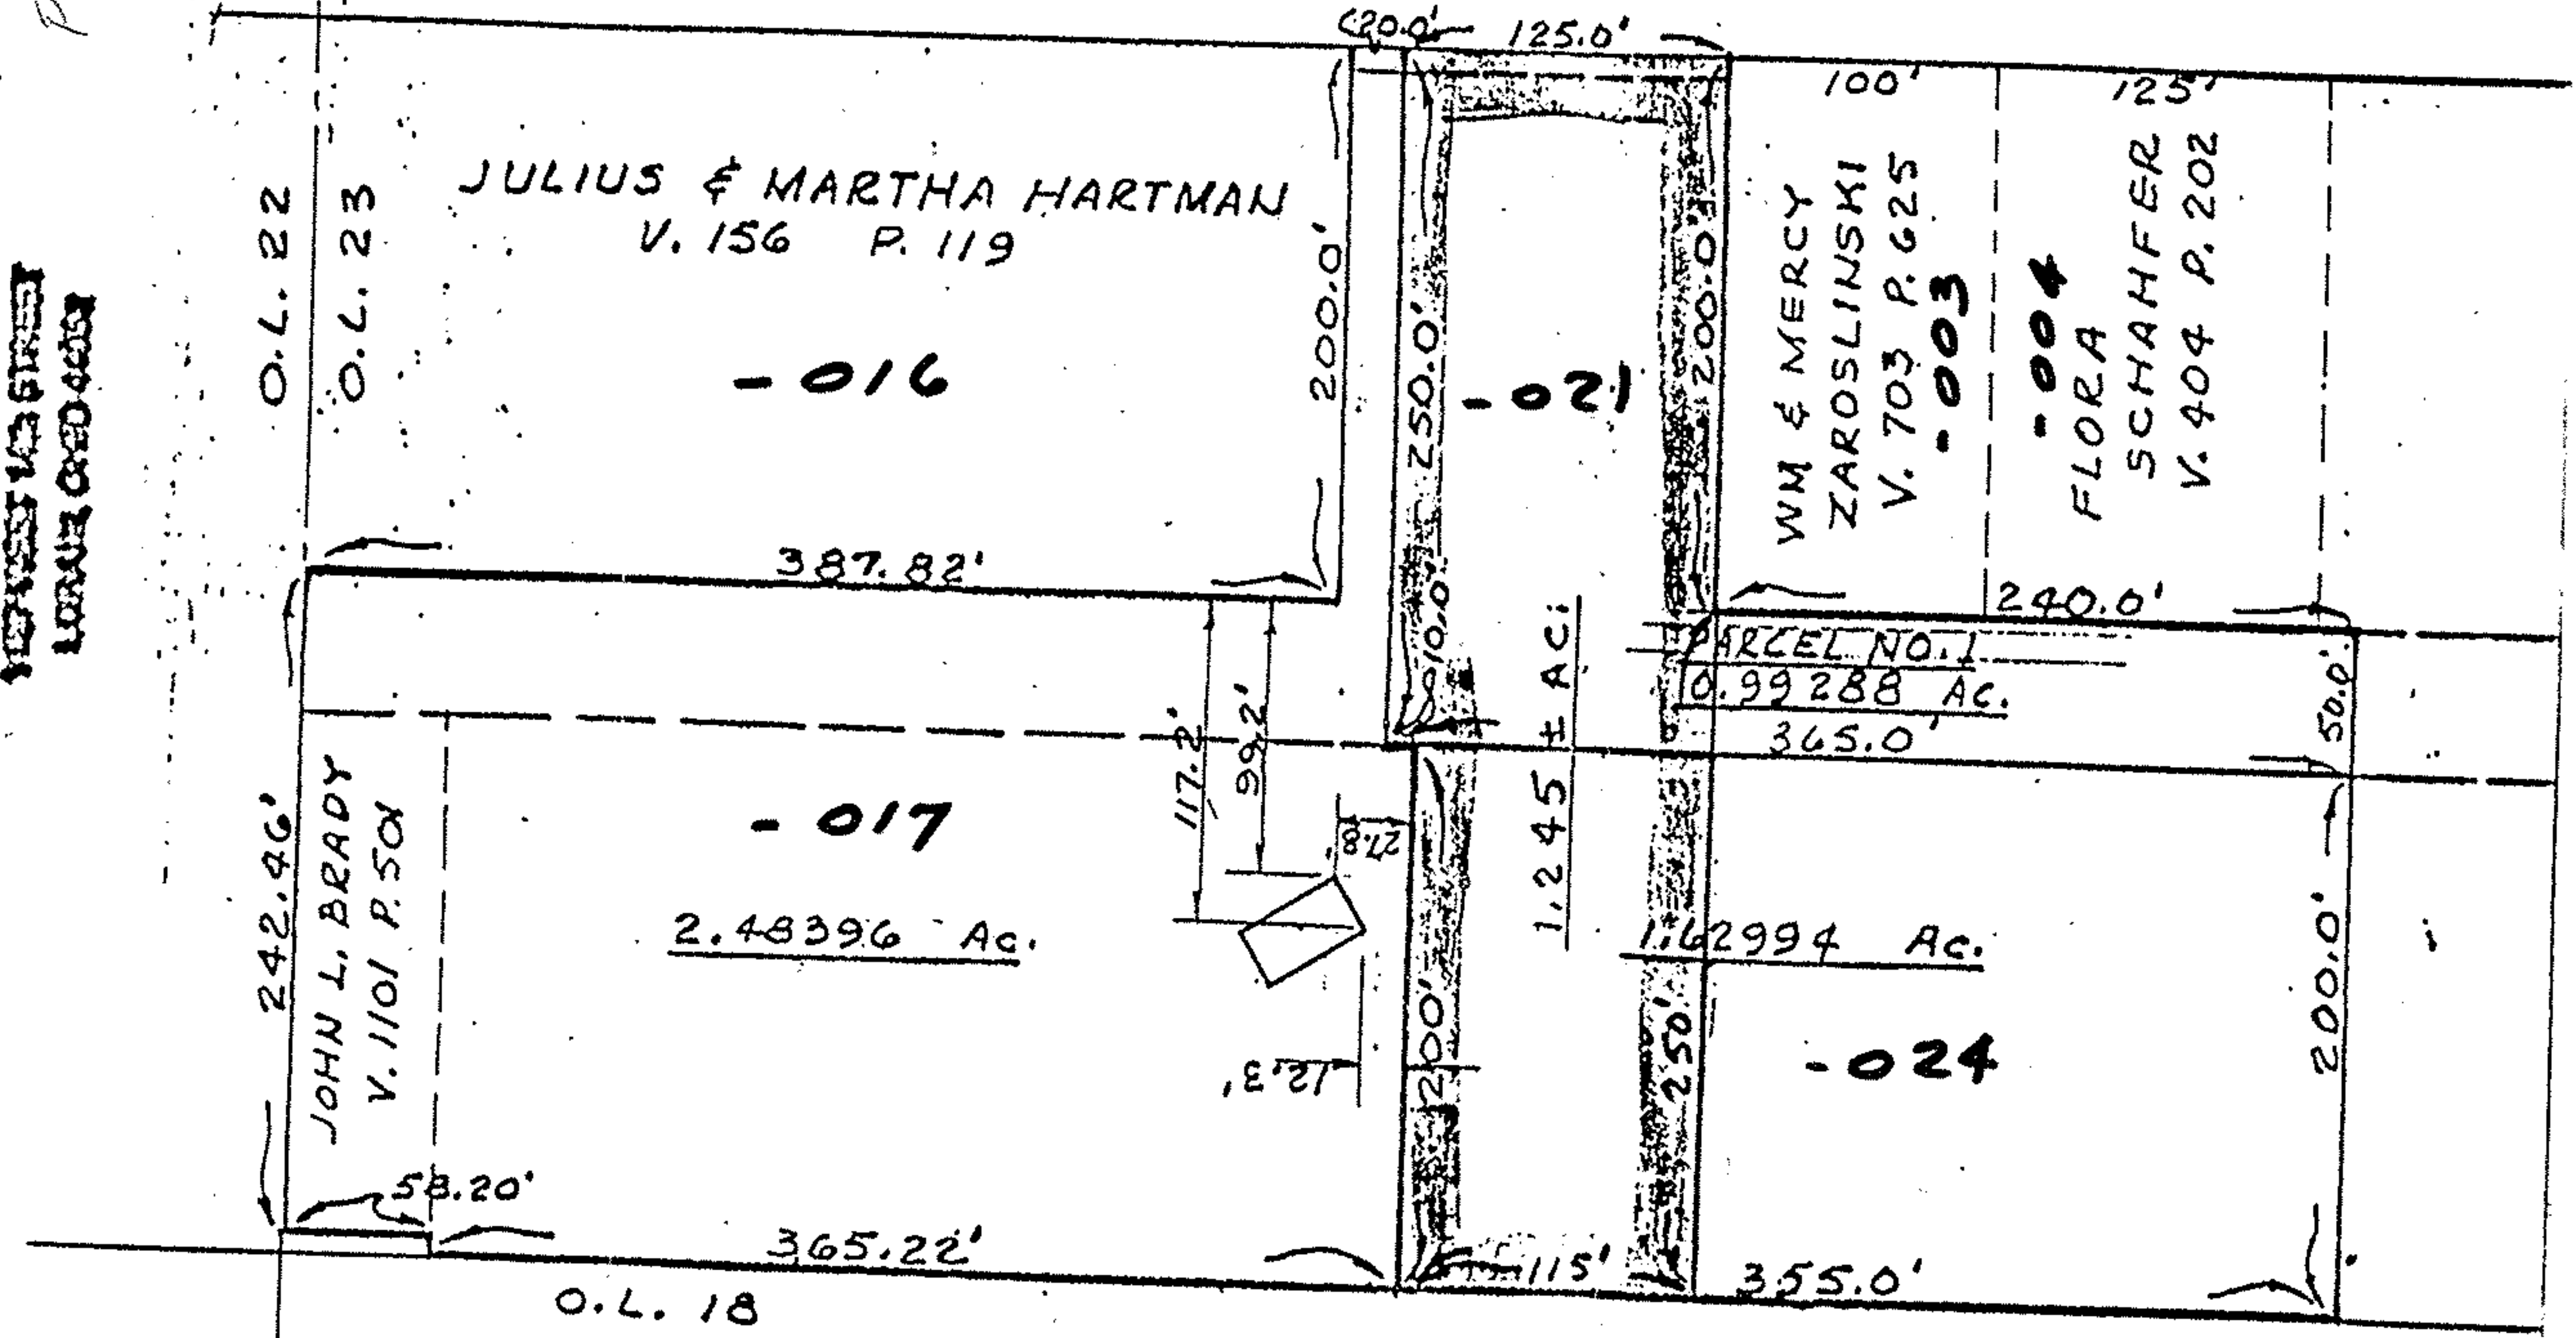 (20.0'
125.0'
100'
125'
O.L. 22
O.L. 23
JULIUS & MARTHA HARTMAN
V. 156 P. 119
- 016
200.0'
387.82'
250.0'
10.0'
- 021
200.0'
WM & MERCY
ZAROSLINSKI
V. 703 P. 625
- 003
- 004
FLORA
SCHAHFER
V. 404 P. 202
240.0'
PARCEL NO. 1
0.99288 AC.
365.0'
50.0'
1.245 ± AC.
242.46'
JOHN L. BRADY
V. 1101 P. 501
- 017
2.48396 Ac.
117.2'
99.2'
27.8'
12.3'
200'
250'
1.62994 Ac.
- 024
200.0'
58.20'
365.22'
115'
355.0'
O.L. 18